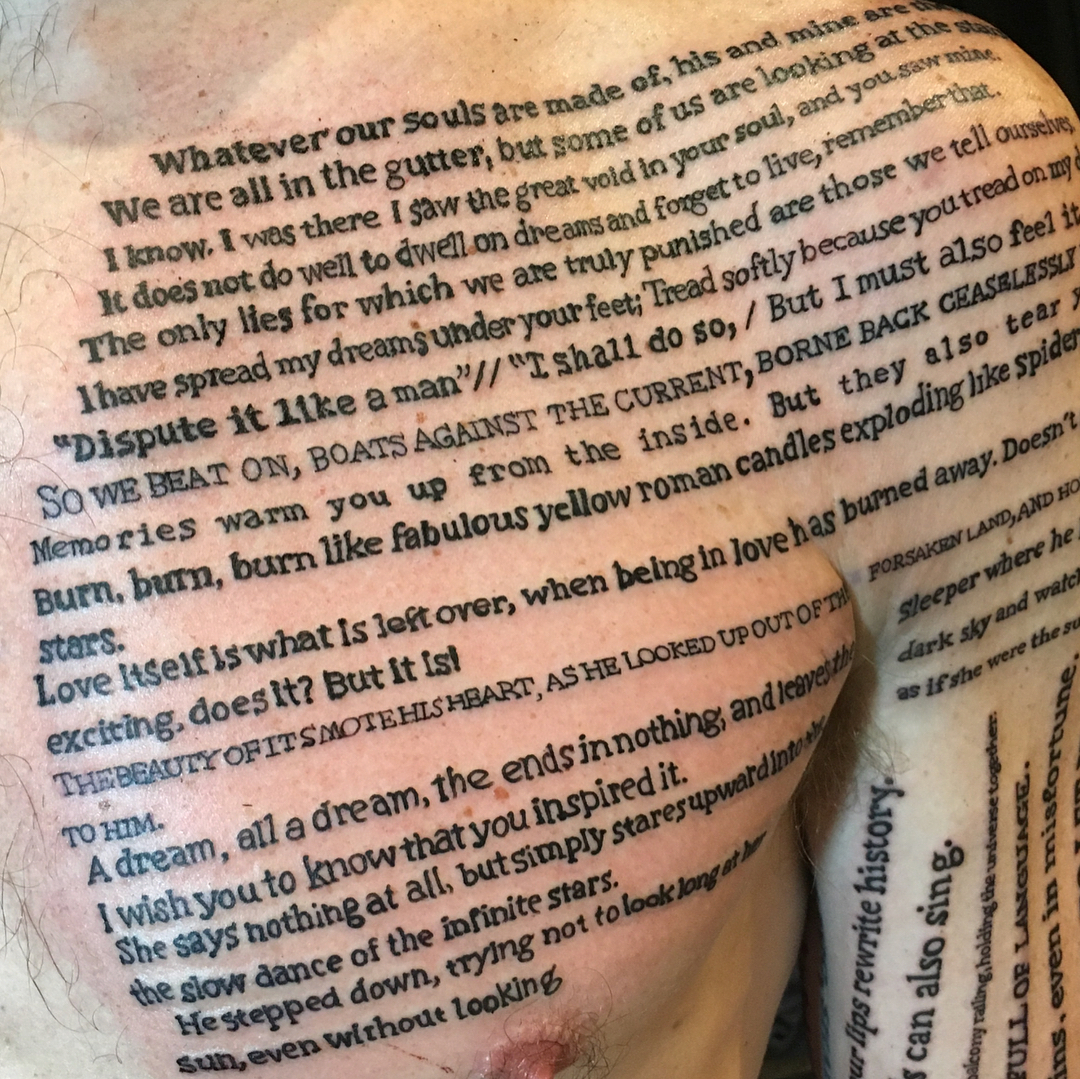 Whatever our souls are made of, his and mine are
We are all in the gutter, but some of us are looking at the stars
I know. I was there I saw the great void in your soul, and you saw mine.
It does not do well to dwell on dreams and forget to live, remember that.
The only lies for which we are truly punished are those we tell ourselves
I have spread my dreams under your feet; Tread softly because you tread on my
"Dispute it like a man"// "I shall do so, / But I must also feel it
SO WE BEAT ON, BOATS AGAINST THE CURRENT, BORNE BACK CEASELESSLY
Memories warm you up from the inside. But they also tear
Burn, burn, burn like fabulous yellow roman candles exploding like spider
stars.
Love itself is what is left over, when being in love has burned away. Doesn't
exciting, does it? But it is!
THE BEAUTY OF IT SMOTE HIS HEART, AS HE LOOKED UP OUT OF THE
TO HIM.
A dream, all a dream, the ends in nothing, and leaves the
I wish you to know that you inspired it.
She says nothing at all, but simply stares upward into the
the slow dance of the infinite stars.
He stepped down, trying not to look long at her
sun, even without looking
FORSAKEN LAND, AND HO
Sleeper where he
dark sky and watch
as if she were the su
ur lips rewrite history.
can also sing.
balcony railing, holding the universe together.
FULL OF LANGUAGE.
ins, even in misfortune.